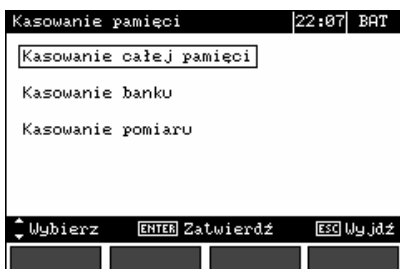 Kasowanie pamięci 22:07 BAT
Kasowanie całej pamięci
Kasowanie banku
Kasowanie pomiaru
Wybierz ENTER Zatwierdź ESC Wyjdź